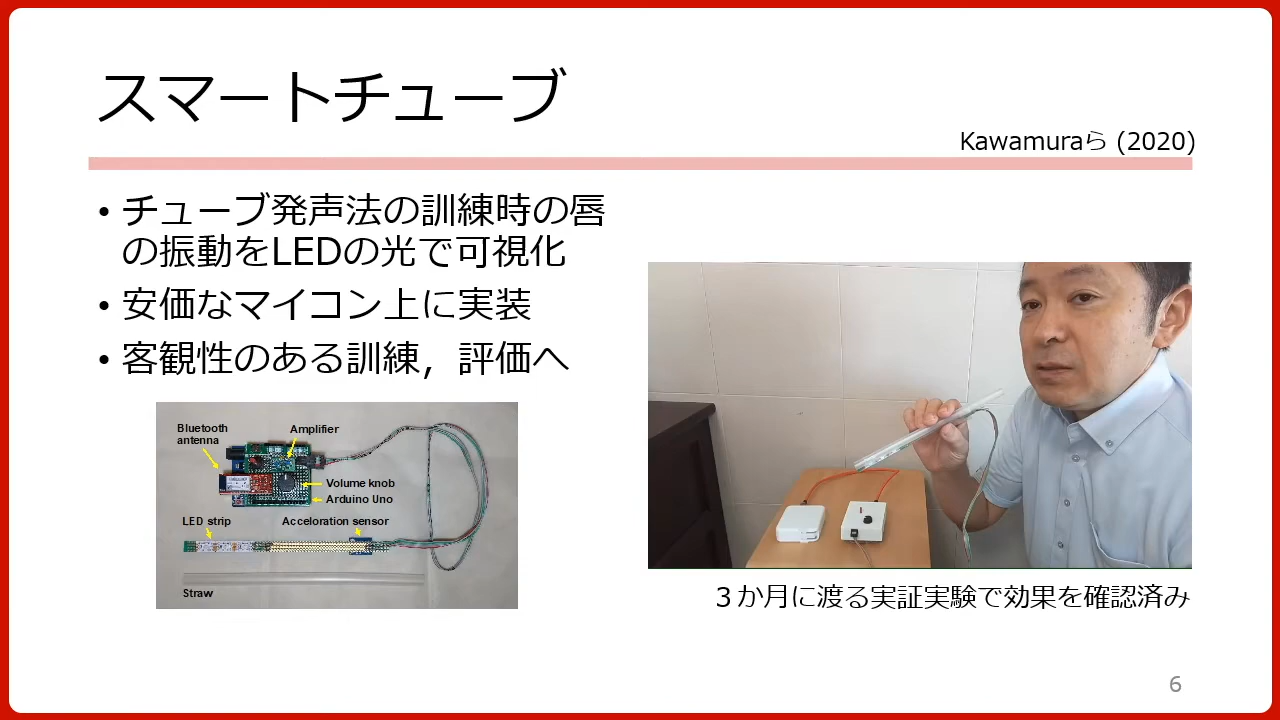 スマートチューブ
Kawamuraら (2020)
• チューブ発声法の訓練時の唇
の振動をLEDの光で可視化
• 安価なマイコン上に実装
• 客観性のある訓練，評価へ
Bluetooth
antenna
Amplifier
Volume knob
Arduino Uno
LED strip
Accoloration sensor
Straw
３か月に渡る実証実験で効果を確認済み
6